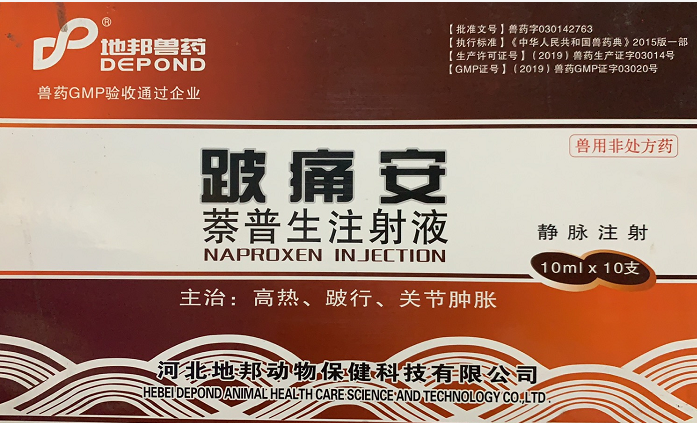 地邦兽药®
DEPOND
兽药GMP验收通过企业
【批准文号】兽药字030142763
【执行标准】《中华人民共和国兽药典》2015版一部
【生产许可证号】(2019)兽药生产证字03014号
【GMP证号】(2019)兽药GMP证字03020号
兽用非处方药
跛痛安
萘普生注射液
NAPROXEN INJECTION
静脉注射
10ml x 10支
主治：高热、跛行、关节肿胀
河北地邦动物保健科技有限公司
HEBEI DEPOND ANIMAL HEALTH CARE SCIENCE AND TECHNOLOGY CO.,LTD.